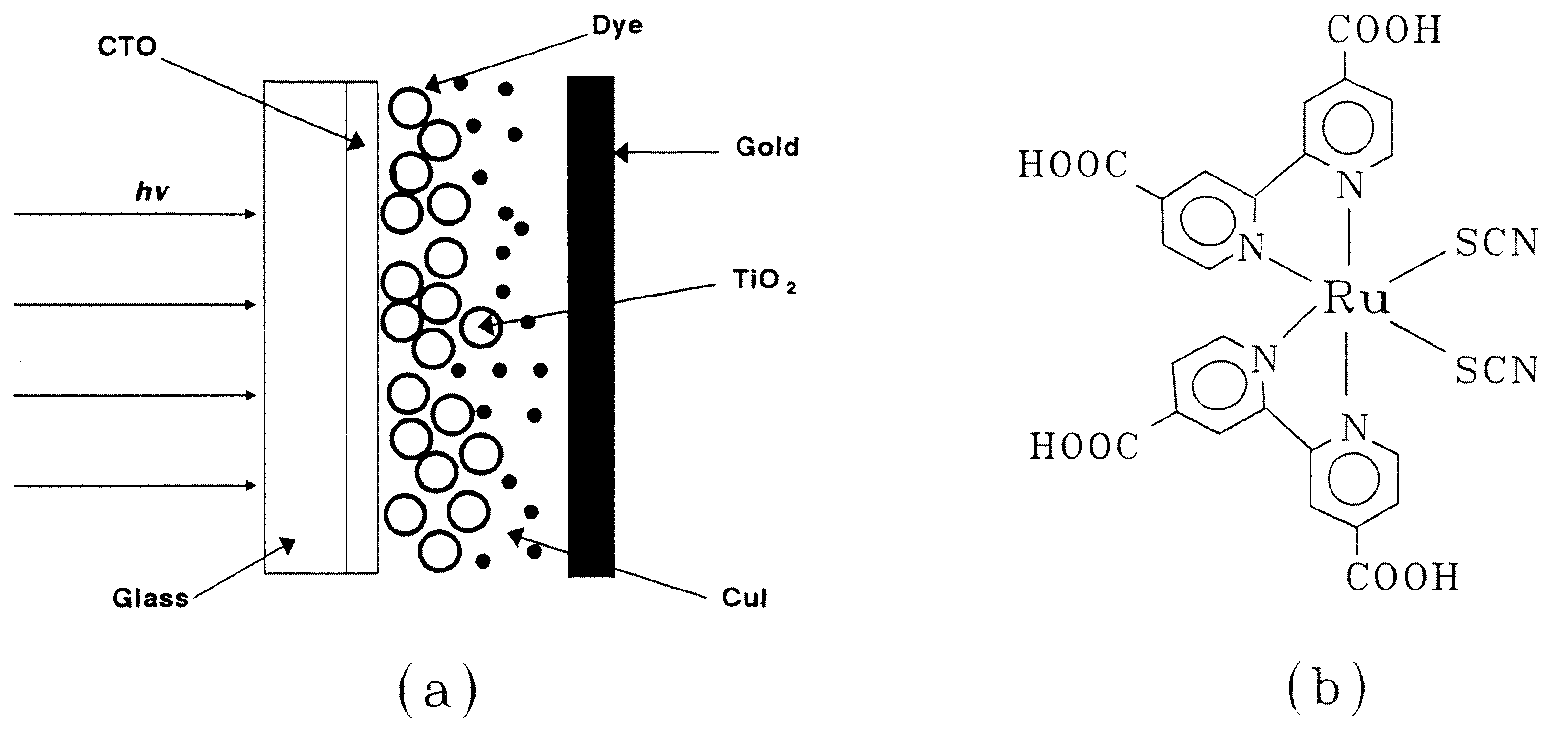 Dye
CTO
Gold
hv
TiO₂
Glass
CuI
(a)
COOH
HOOC
N
N
SCN
Ru
SCN
N
N
HOOC
COOH
(b)